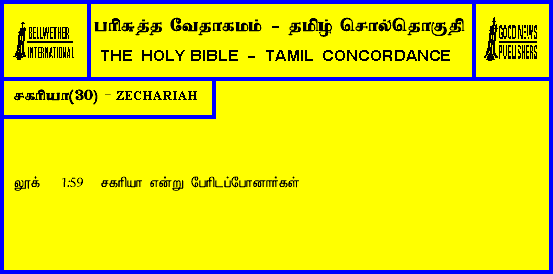 BELLWETHER
INTERNATIONAL
பரிசுத்த வேதாகமம் - தமிழ் சொல்தொகுதி
THE HOLY BIBLE - TAMIL CONCORDANCE
GOOD NEWS
PUBLISHERS
சகரியா(30) - ZECHARIAH
லூக் 1:59 சகரியா என்று பேரிடப்போனார்கள்